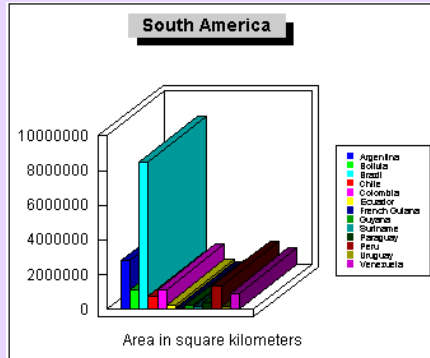 South America
10000000
8000000
6000000
4000000
2000000
0
Argentina
Bolivia
Brazil
Chile
Colombia
Ecuador
French Guiana
Guyana
Suriname
Paraguay
Peru
Uruguay
Venezuela
Area in square kilometers